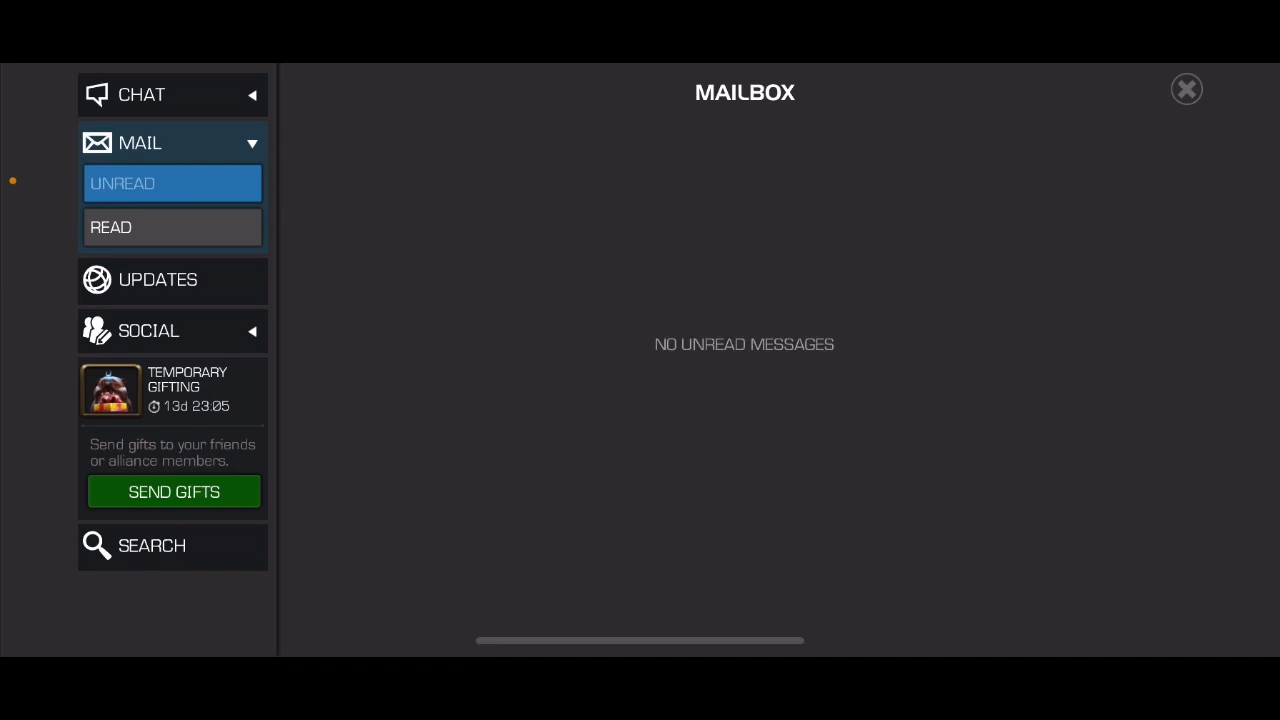 CHAT
MAIL
UNREAD
READ
UPDATES
SOCIAL
TEMPORARY
GIFTING
13d 23:05
Send gifts to your friends
or alliance members.
SEND GIFTS
SEARCH
MAILBOX
NO UNREAD MESSAGES